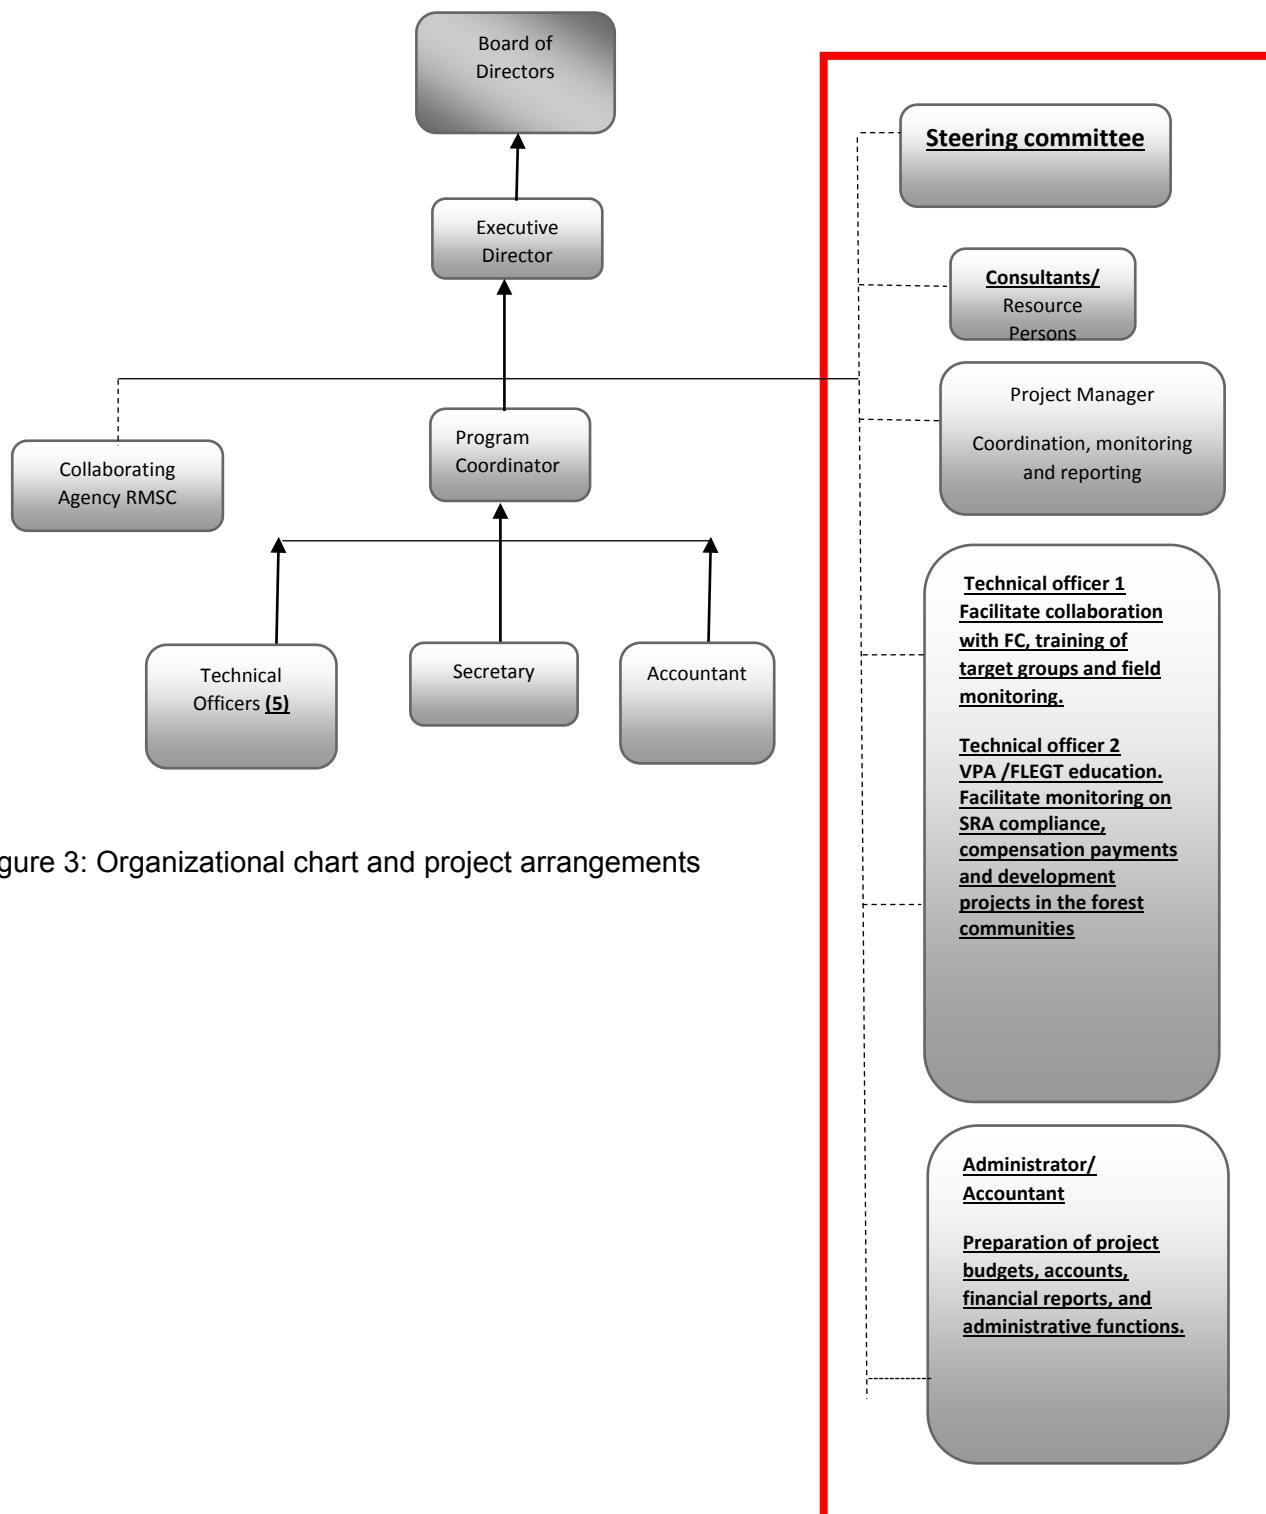 Board of
Directors
Steering committee
Executive
Director
Consultants/
Resource
Persons
Project Manager
Coordination, monitoring
and reporting
Program
Coordinator
Collaborating
Agency RMSC
Technical officer 1
Facilitate collaboration
with FC, training of
target groups and field
monitoring.
Technical officer 2
VPA /FLEGT education.
Facilitate monitoring on
SRA compliance,
compensation payments
and development
projects in the forest
communities
Technical
Officers (5)
Secretary
Accountant
gure 3: Organizational chart and project arrangements
Administrator/
Accountant
Preparation of project
budgets, accounts,
financial reports, and
administrative functions.